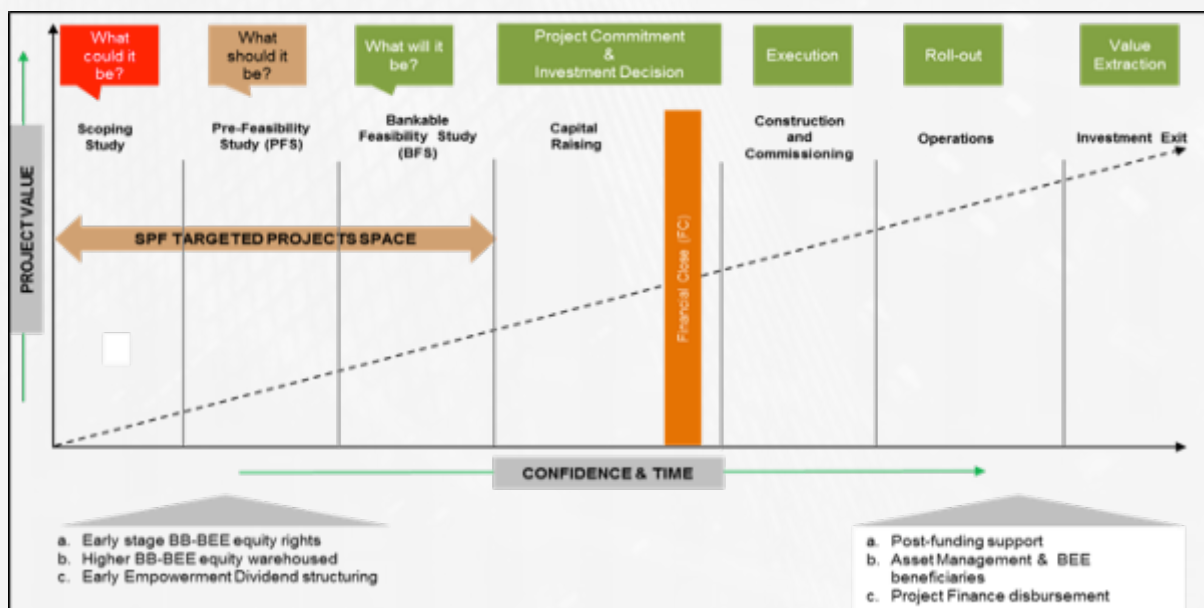 What
could it
be?
What
should it
be?
What will it
be?
Project Commitment
&
Investment Decision
Execution
Roll-out
Value
Extraction
Scoping
Study
Pre-Feasibility
Study (PFS)
Bankable
Feasibility Study
(BFS)
Capital
Raising
Construction
and
Commissioning
Operations
Investment Exit
PROJECT VALUE
SPF TARGETED PROJECTS SPACE
Financial Close (FC)
CONFIDENCE & TIME
a. Early stage BB-BEE equity rights
b. Higher BB-BEE equity warehoused
c. Early Empowerment Dividend structuring
a. Post-funding support
b. Asset Management & BEE
beneficiaries
c. Project Finance disbursement